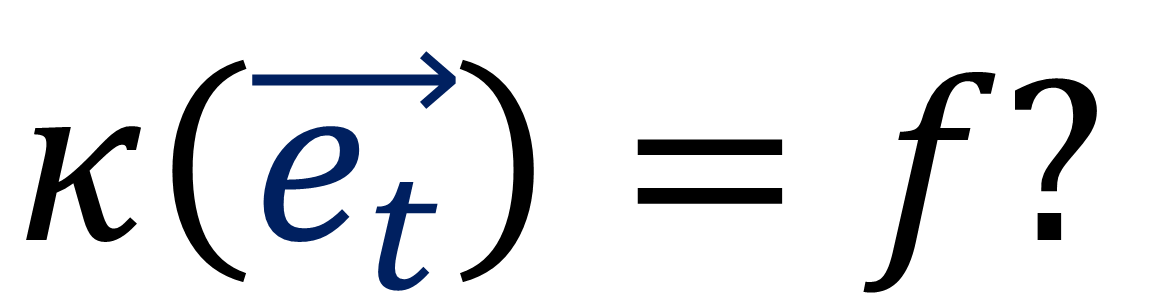 κ(e⃗ₜ) = f?